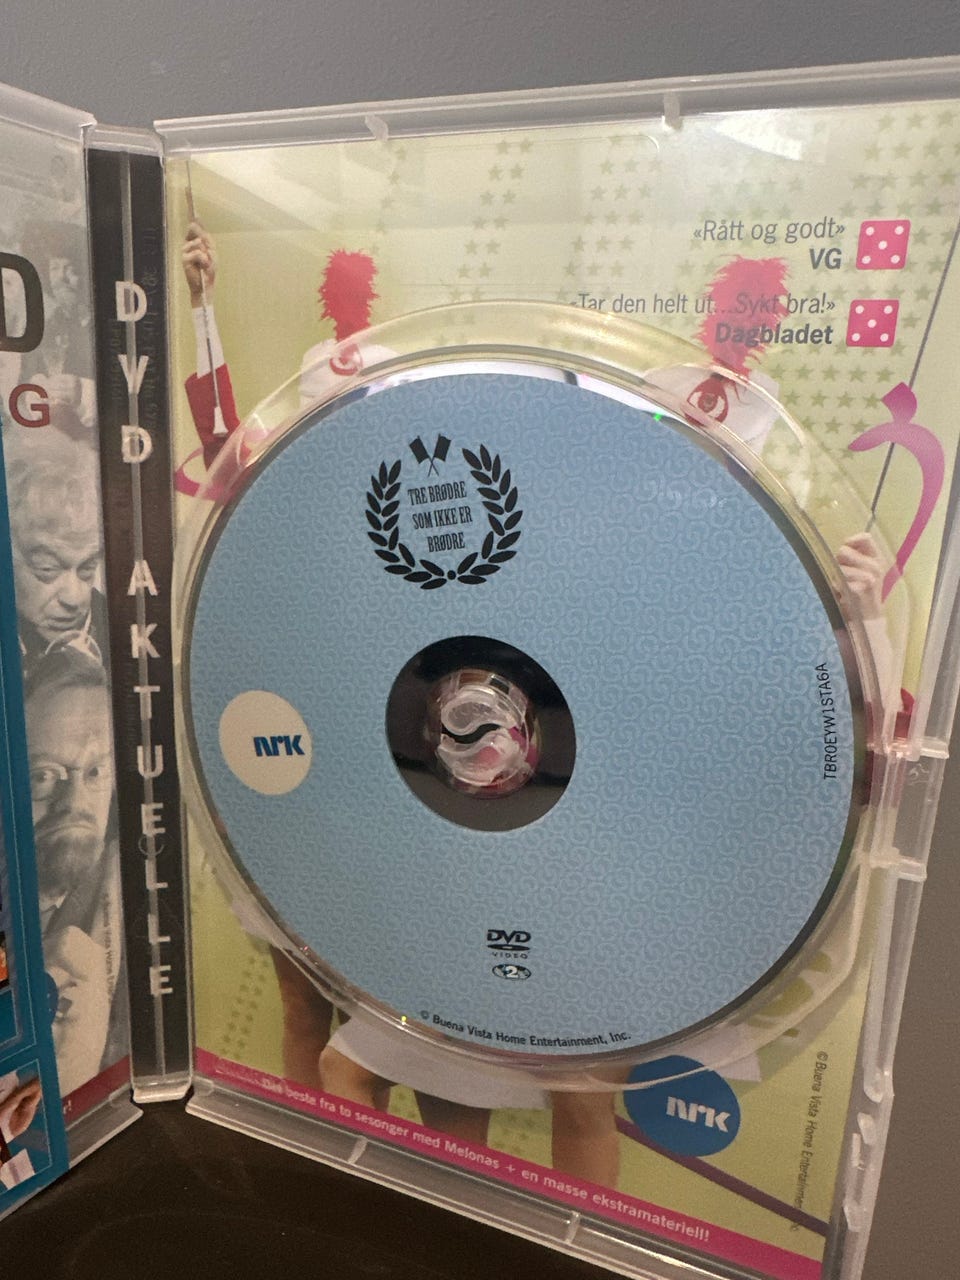 D
G
DVD AKTUELLE
«Rått og godt»
VG
«Tar den helt ut...Sykt bra!»
Dagbladet
TRE BRØDRE
SOM IKKE ER
BRØDRE
nrk
TBR0EYW1STA6A
DVD
VIDEO
2
© Buena Vista Home Entertainment, Inc.
nrk
Det beste fra to sesonger med Melonas + en masse ekstramateriell!
© Buena Vista Home Entertainment